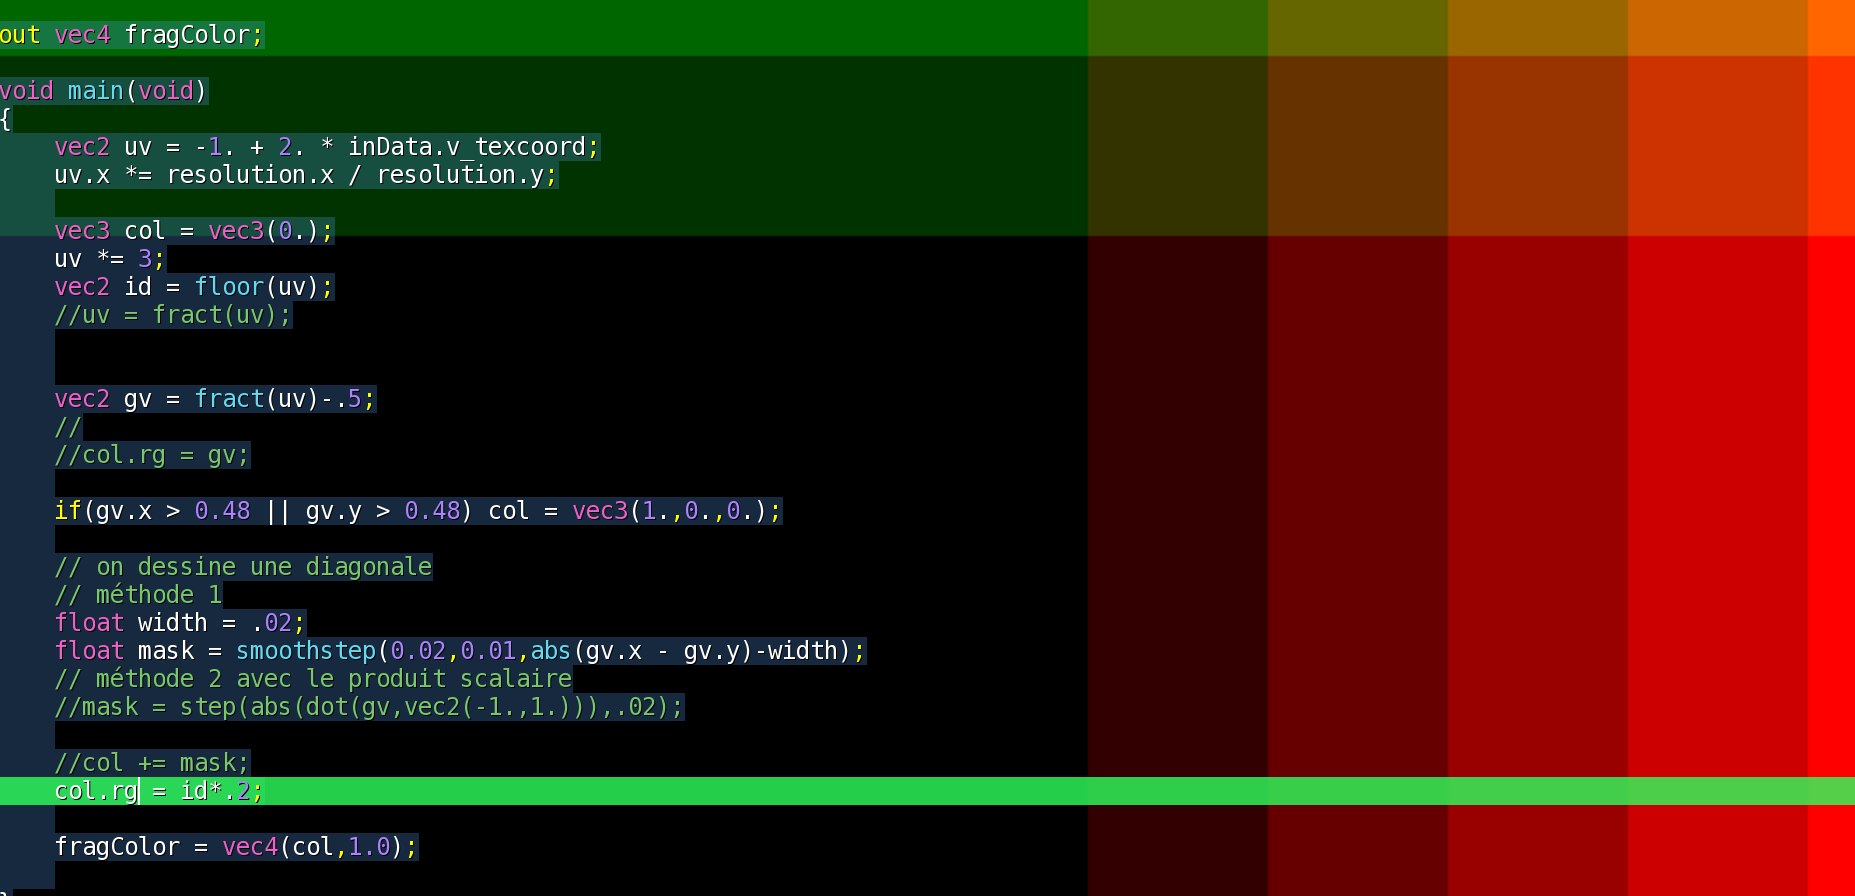 out vec4 fragColor;
void main(void)
{
vec2 uv = -1. + 2. * inData.v_texcoord;
uv.x *= resolution.x / resolution.y;
vec3 col = vec3(0.);
uv *= 3;
vec2 id = floor(uv);
//uv = fract(uv);
vec2 gv = fract(uv)-.5;
//
//col.rg = gv;
if(gv.x > 0.48 || gv.y > 0.48) col = vec3(1.,0.,0.);
// on dessine une diagonale
// méthode 1
float width = .02;
float mask = smoothstep(0.02,0.01,abs(gv.x - gv.y)-width);
// méthode 2 avec le produit scalaire
//mask = step(abs(dot(gv,vec2(-1.,1.))),.02);
//col += mask;
col.rg = id*.2;
fragColor = vec4(col,1.0);
}